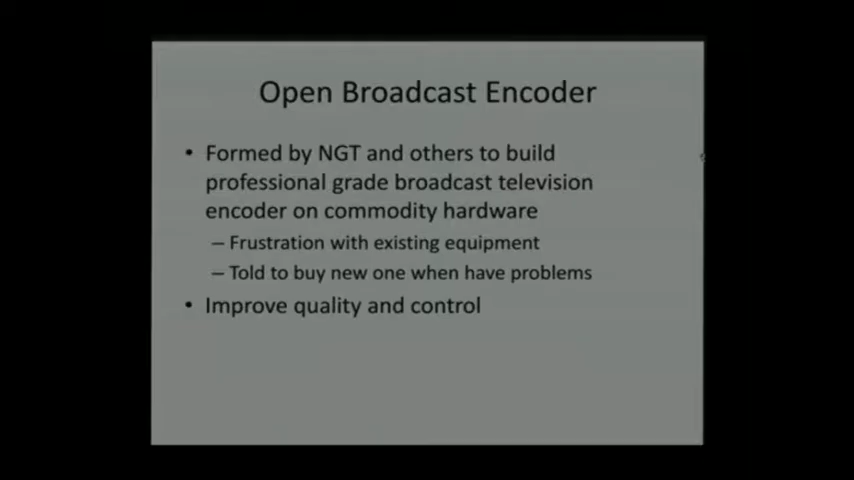 Open Broadcast Encoder
• Formed by NGT and others to build
professional grade broadcast television
encoder on commodity hardware
– Frustration with existing equipment
– Told to buy new one when have problems
• Improve quality and control